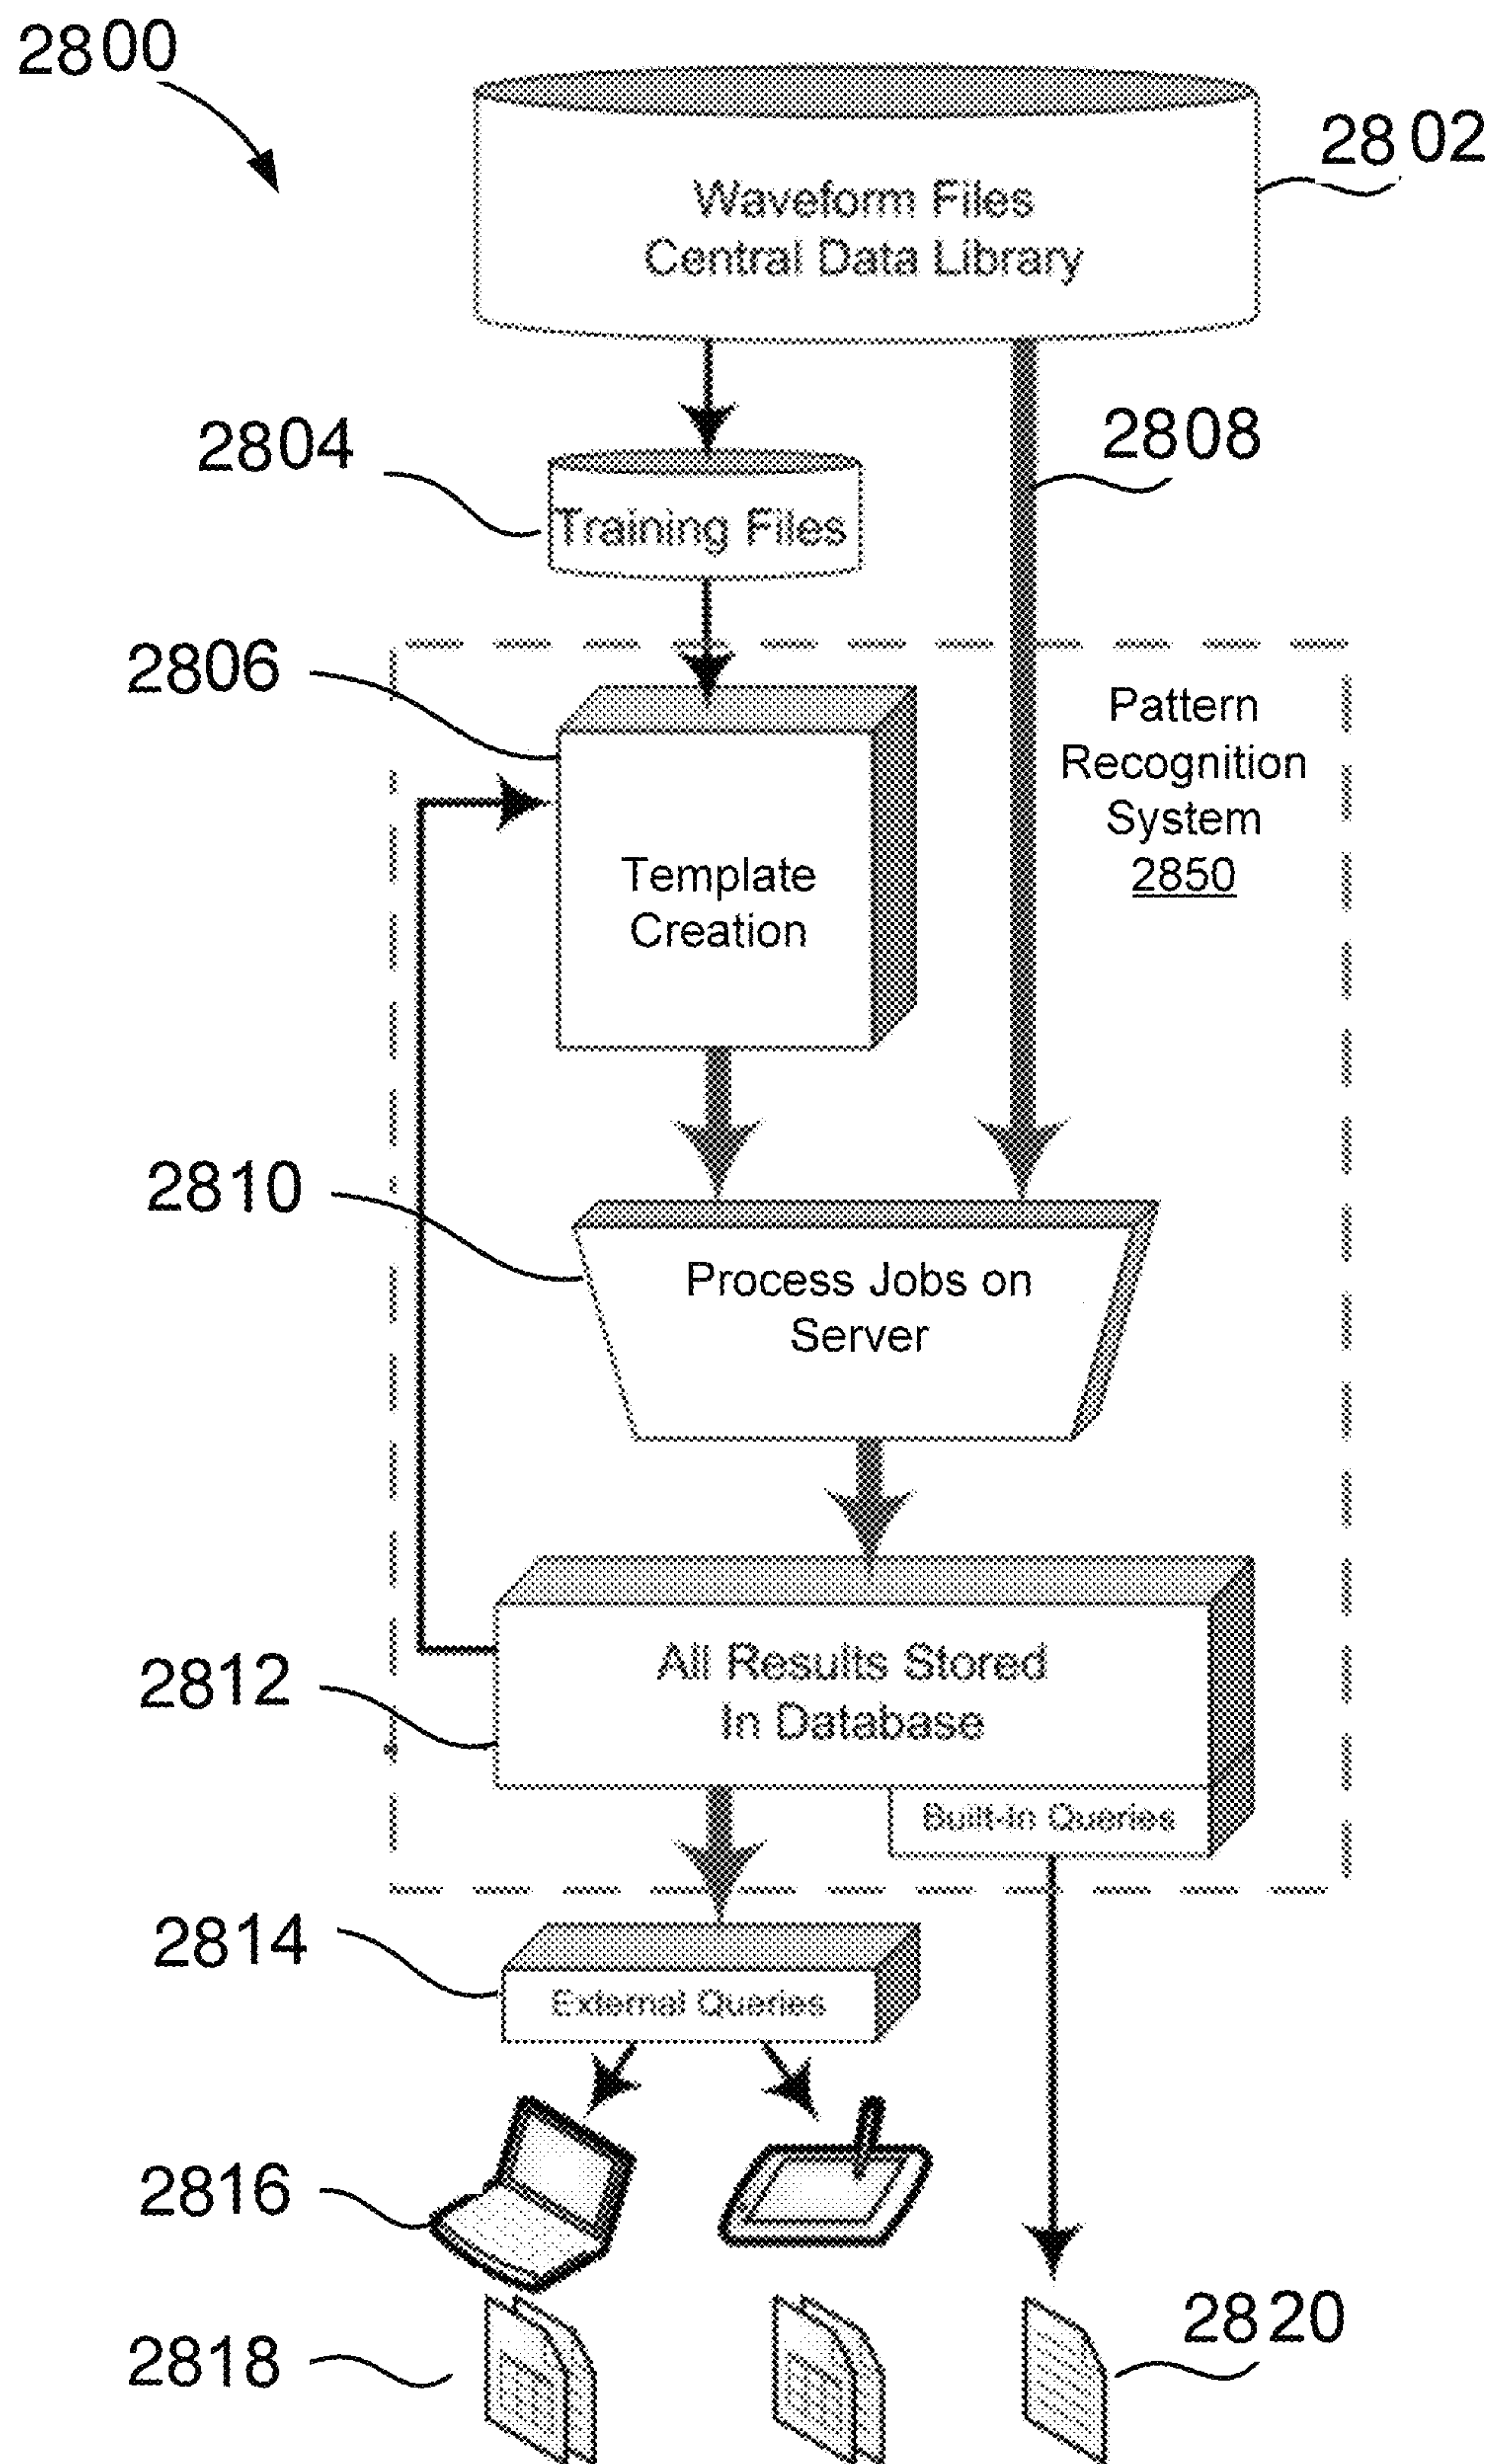 2800
2802
Waveform Files
Central Data Library
2804
2808
Training Files
2806
Pattern
Recognition
System
2850
Template
Creation
2810
Process Jobs on
Server
2812
All Results Stored
In Database
Built-In Queries
2814
External Queries
2816
2818
2820